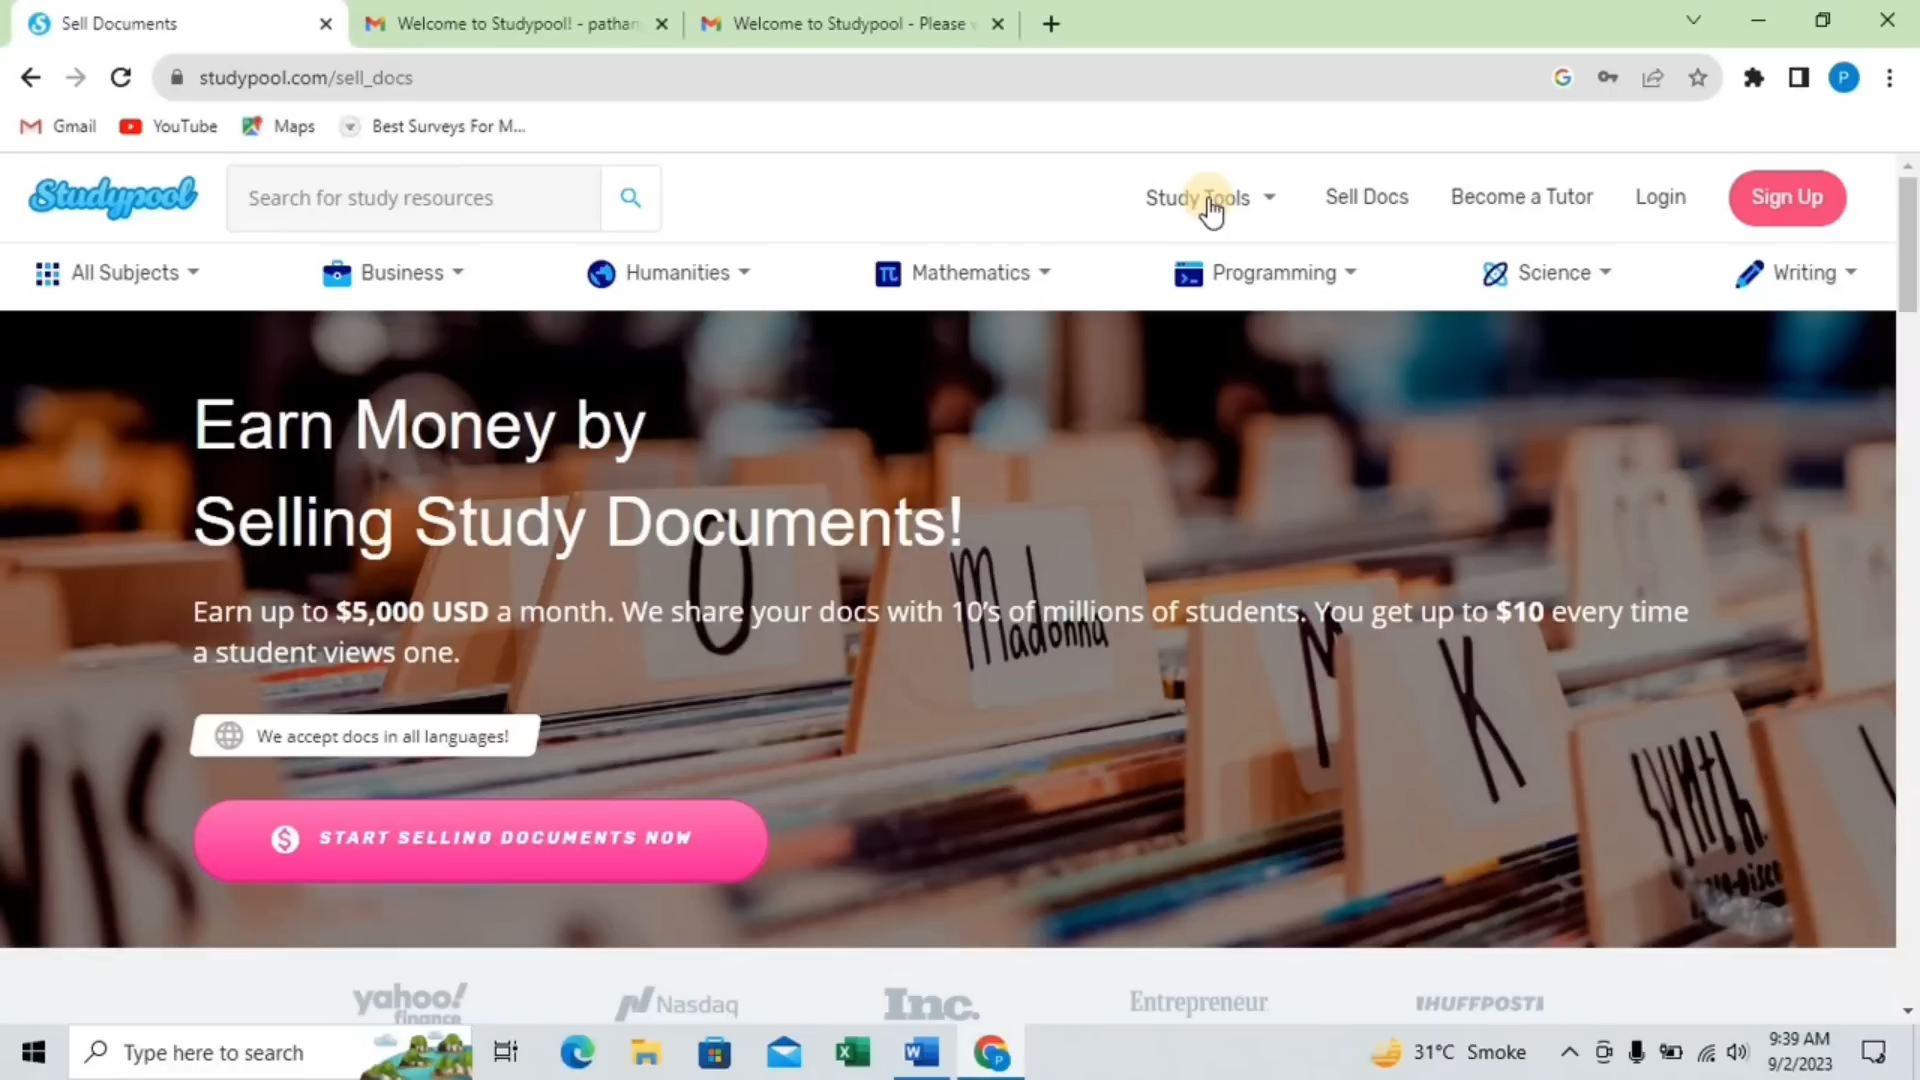 Sell Documents
Welcome to Studypool! - pathan
Welcome to Studypool - Please
studypool.com/sell_docs
P
Gmail YouTube Maps Best Surveys For M...
Studypool
Search for study resources
Study Tools Sell Docs Become a Tutor Login Sign Up
All Subjects Business Humanities Mathematics Programming Science Writing
Earn Money by
Selling Study Documents!
Earn up to $5,000 USD a month. We share your docs with 10's of millions of students. You get up to $10 every time
a student views one.
We accept docs in all languages!
START SELLING DOCUMENTS NOW
O
Madonna
M
K
Synth
yahoo!
finance
Nasdaq
Inc.
Entrepreneur
IHUFFPOSTI
Type here to search
31°C Smoke
9:39 AM
9/2/2023